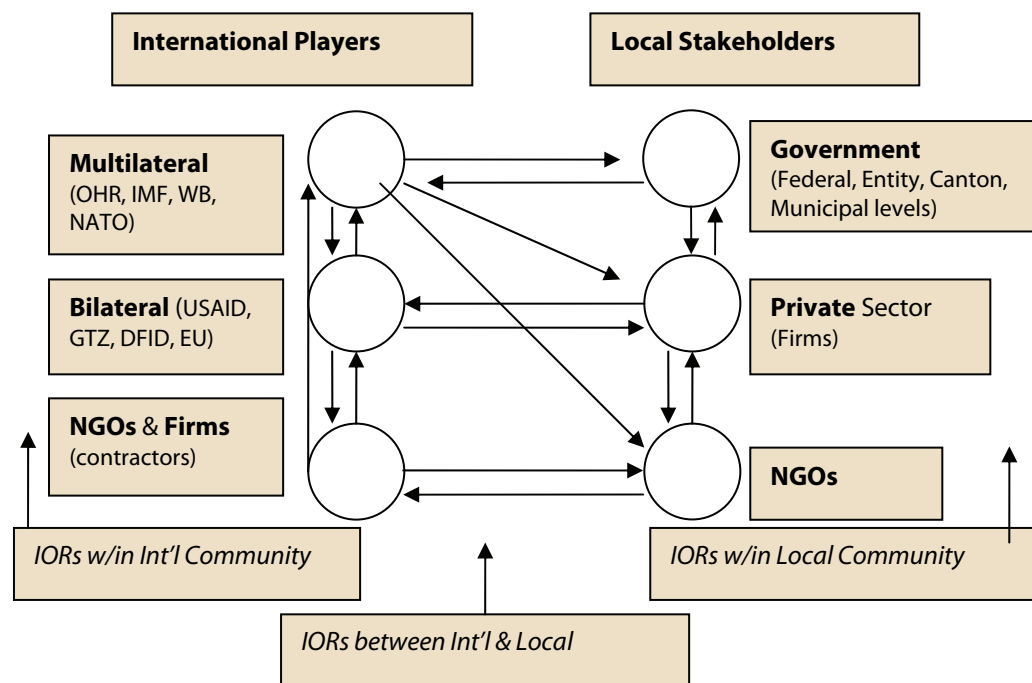 International Players
Local Stakeholders
Multilateral
(OHR, IMF, WB,
NATO)
Government
(Federal, Entity, Canton,
Municipal levels)
Bilateral (USAID,
GTZ, DFID, EU)
Private Sector
(Firms)
NGOs & Firms
(contractors)
NGOs
IORs w/in Int’l Community
IORs w/in Local Community
IORs between Int’l & Local